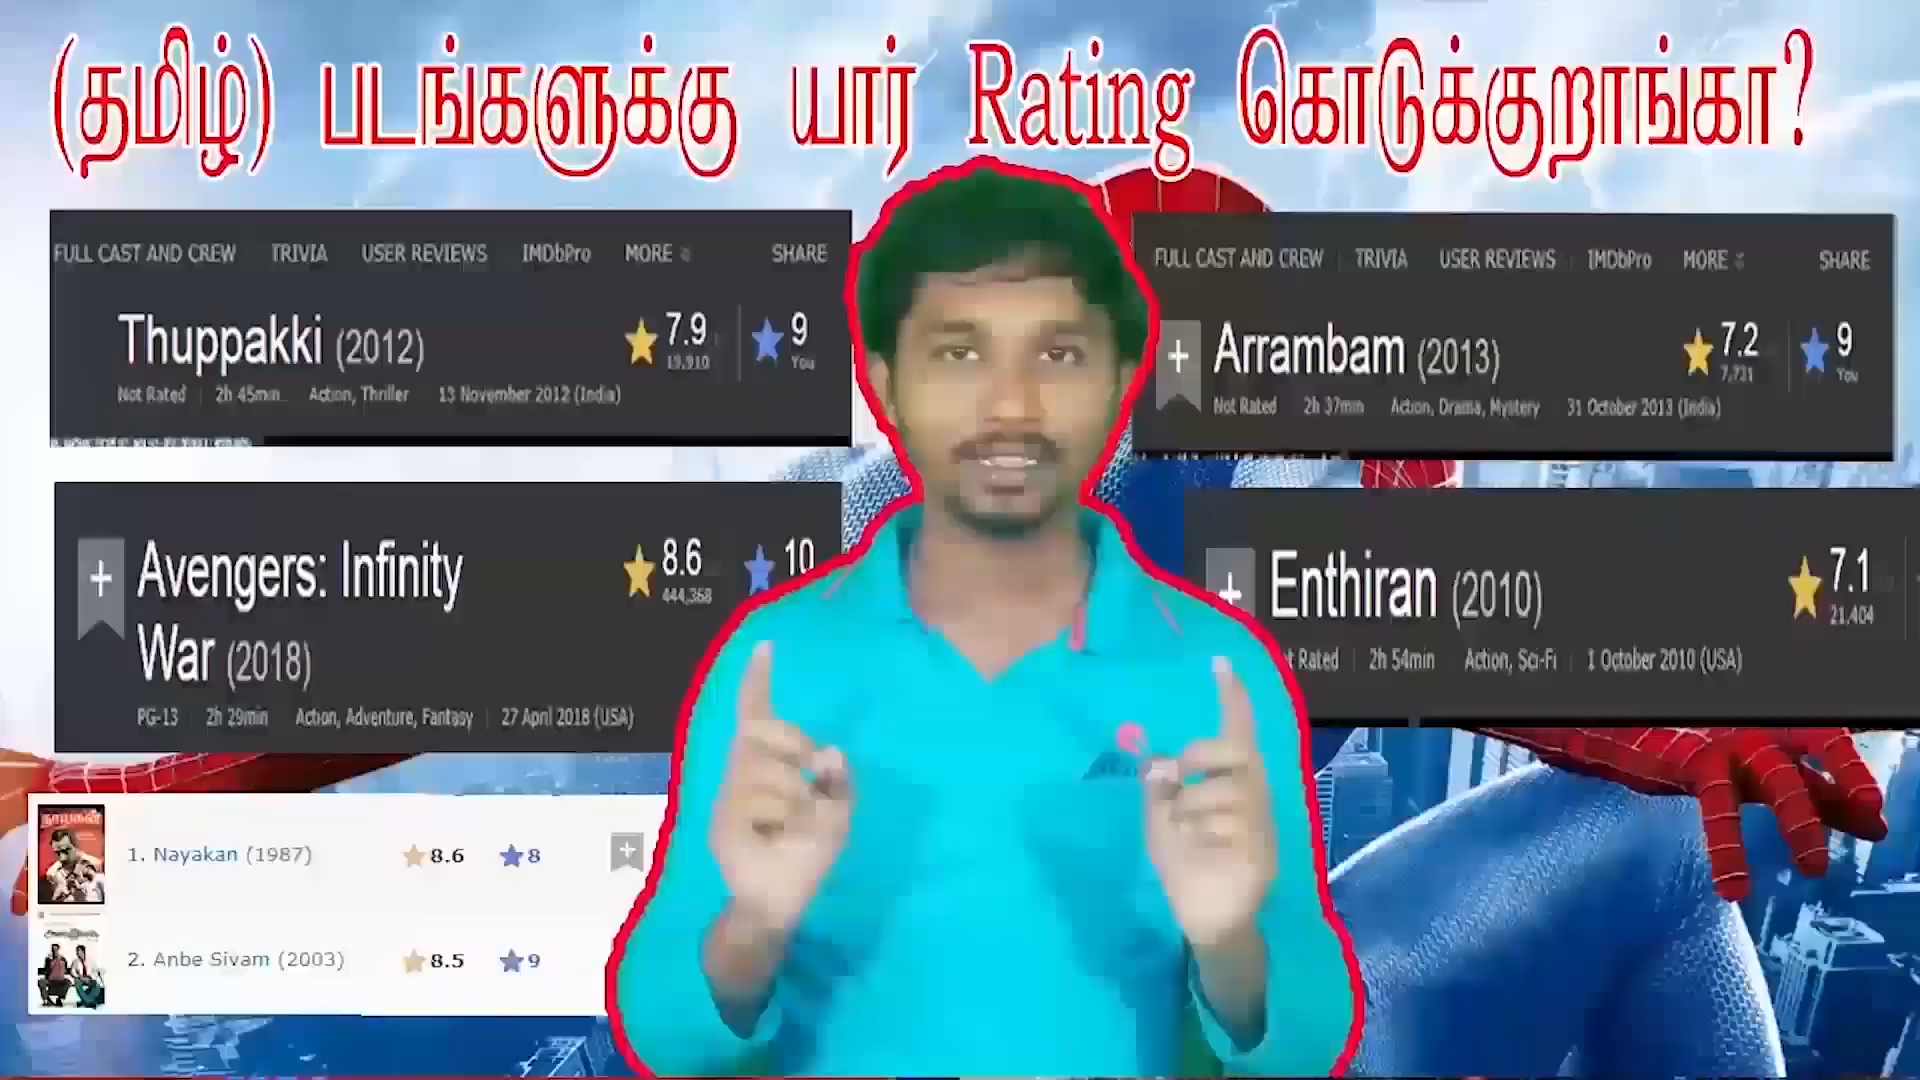 (தமிழ்) படங்களுக்கு யார் Rating கொடுக்குறாங்கா?
FULL CAST AND CREW TRIVIA USER REVIEWS IMDbPro MORE SHARE
Thuppakki (2012) 7.9 9
13,910 You
Not Rated 2h 45min Action, Thriller 13 November 2012 (India)
FULL CAST AND CREW TRIVIA USER REVIEWS IMDbPro MORE SHARE
+ Arrambam (2013) 7.2 9
7,721 You
Not Rated 2h 37min Action, Drama, Mystery 31 October 2013 (India)
+ Avengers: Infinity 8.6 10
444,368
War (2018)
PG-13 2h 29min Action, Adventure, Fantasy 27 April 2018 (USA)
+ Enthiran (2010) 7.1
21,404
Rated 2h 54min Action, Sci-Fi 1 October 2010 (USA)
நாயகன்
1. Nayakan (1987) 8.6 8 +
2. Anbe Sivam (2003) 8.5 9